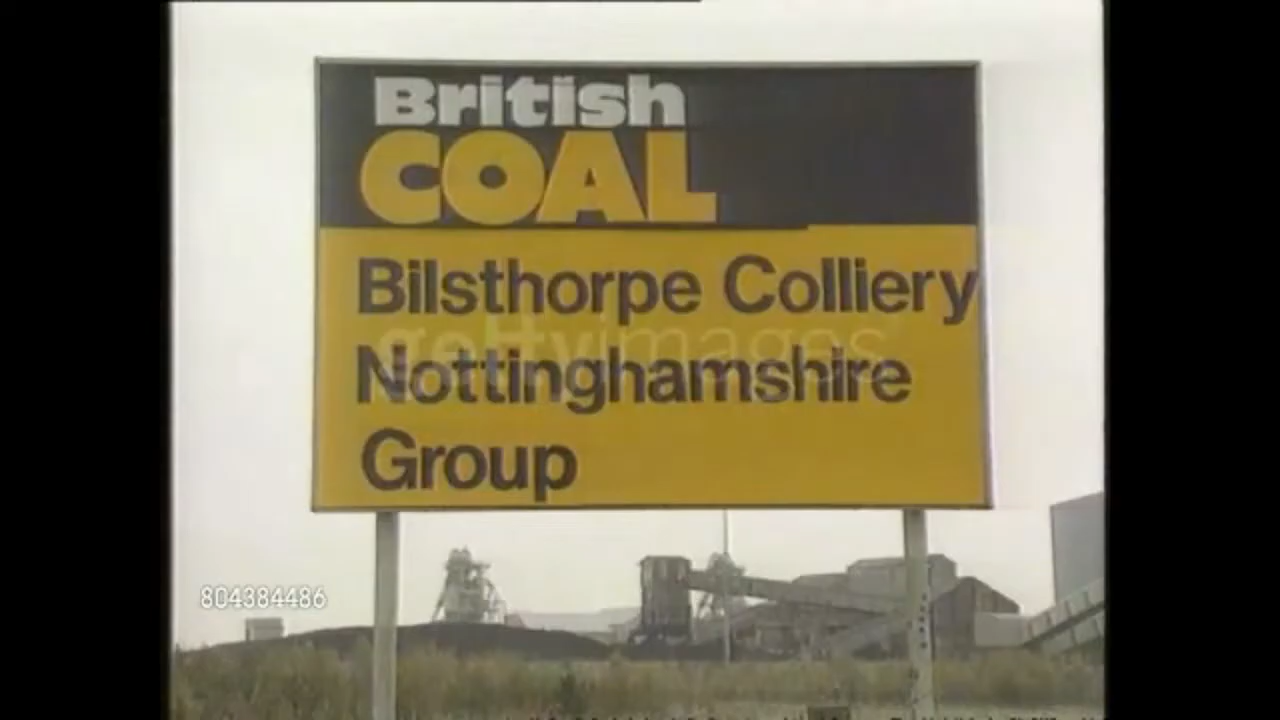 British
COAL
Bilsthorpe Colliery
gettyimages
Nottinghamshire
Group
804384486